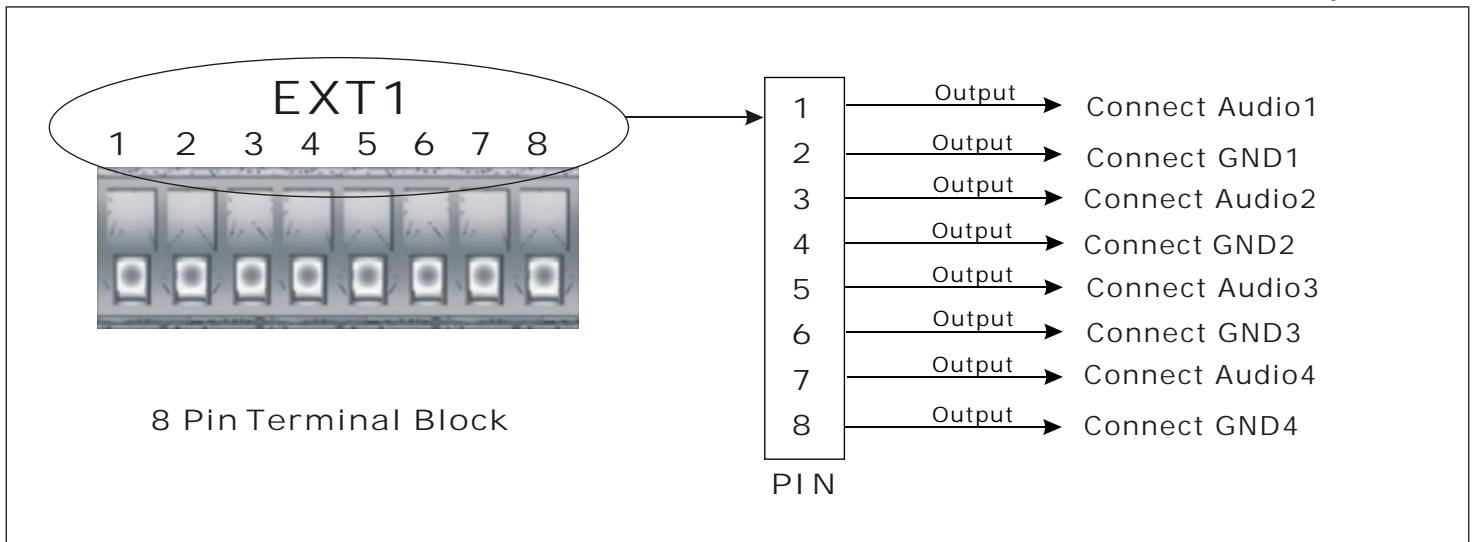 EXT1
1 2 3 4 5 6 7 8
8 Pin Terminal Block
1 Output Connect Audio1
2 Output Connect GND1
3 Output Connect Audio2
4 Output Connect GND2
5 Output Connect Audio3
6 Output Connect GND3
7 Output Connect Audio4
8 Output Connect GND4
PIN